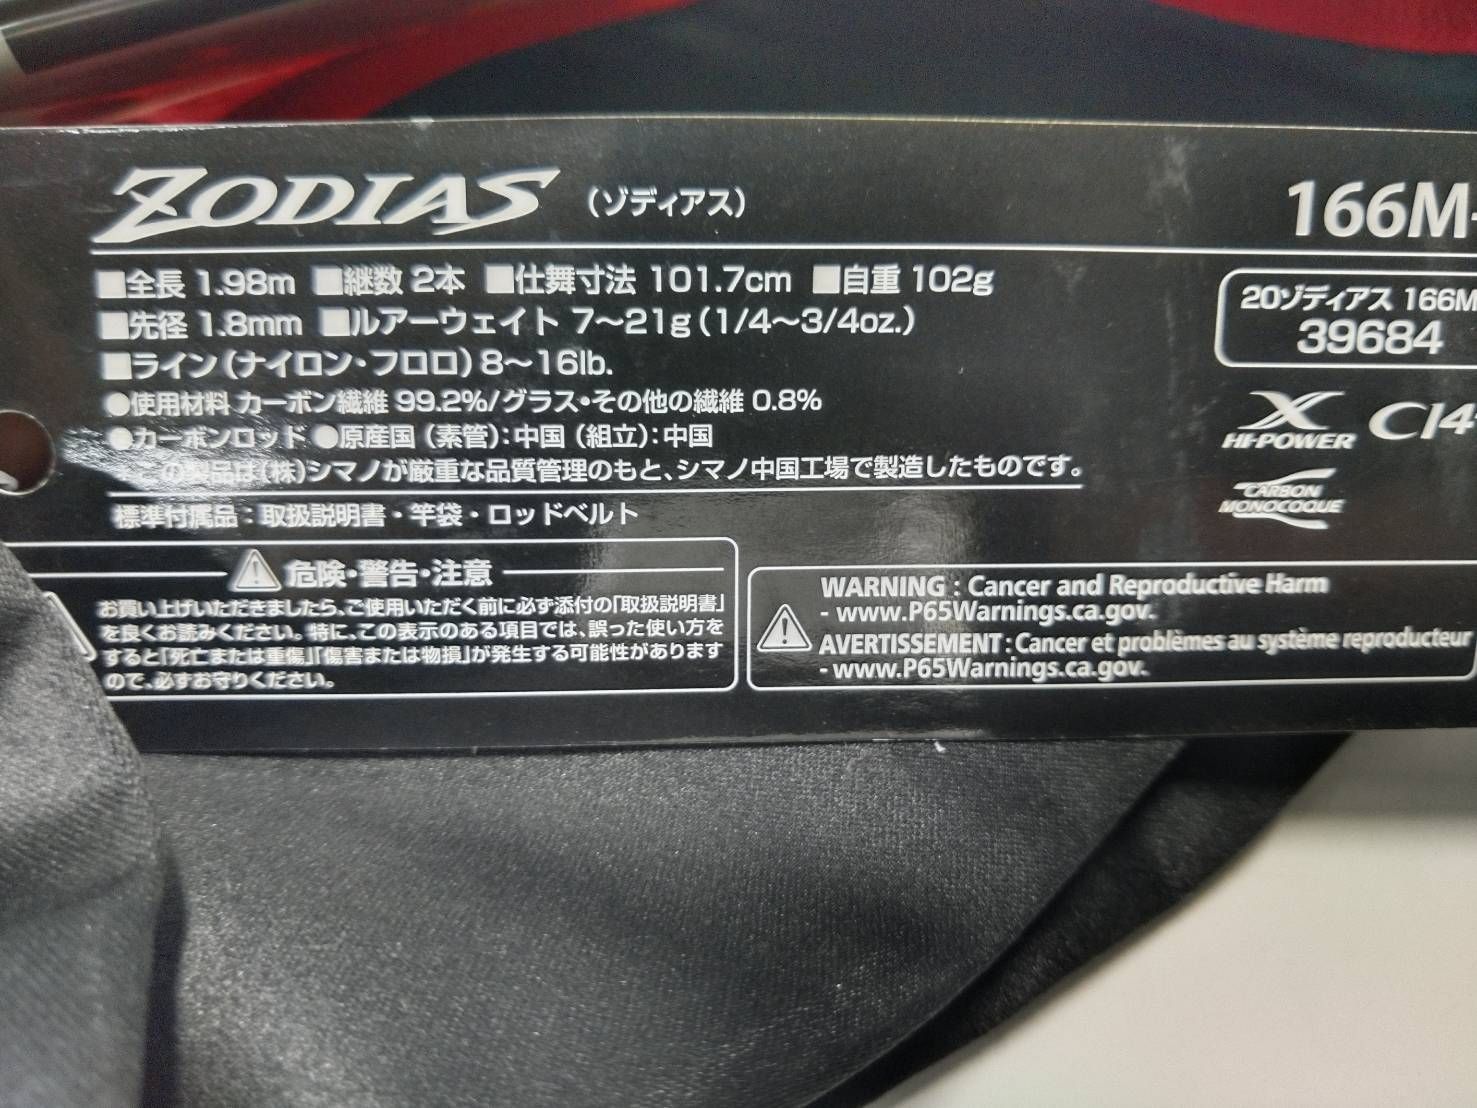 ZODIAS (ゾディアス) 166M-
■全長 1.98m ■継数 2本 ■仕舞寸法 101.7cm ■自重 102g
■先径 1.8mm ■ルアーウェイト 7〜21g (1/4〜3/4oz.)
■ライン(ナイロン・フロロ) 8〜16lb.
●使用材料 カーボン繊維 99.2%/グラス・その他の繊維 0.8%
●カーボンロッド ●原産国 (素管):中国 (組立):中国
この製品は(株)シマノが厳重な品質管理のもと、シマノ中国工場で製造したものです。
標準付属品:取扱説明書・竿袋・ロッドベルト
20ゾディアス 166M
39684
X
HI-POWER
CI4
CARBON
MONOCOQUE
危険・警告・注意
お買い上げいただきましたら、ご使用いただく前に必ず添付の「取扱説明書」
を良くお読みください。特に、この表示のある項目では、誤った使い方を
すると「死亡または重傷」「傷害または物損」が発生する可能性があります
ので、必ずお守りください。
WARNING : Cancer and Reproductive Harm
- www.P65Warnings.ca.gov.
AVERTISSEMENT : Cancer et problèmes au système reproducteur
- www.P65Warnings.ca.gov.